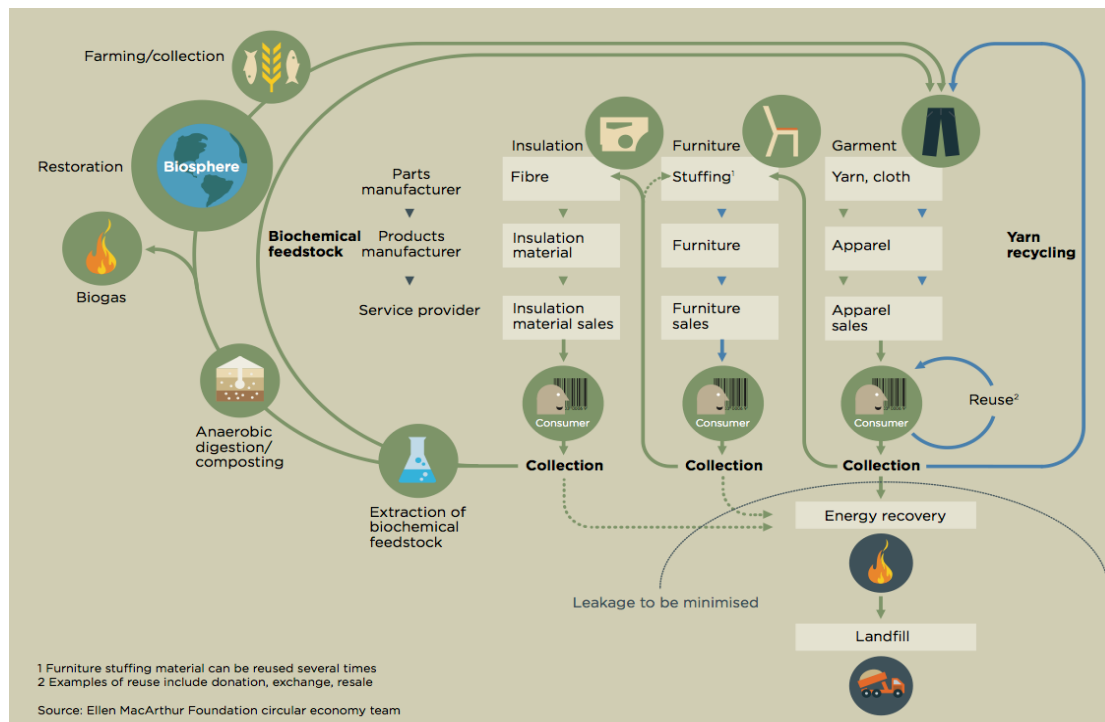 Farming/collection
Restoration
Biosphere
Biogas
Anaerobic
digestion/
composting
Biochemical
feedstock
Extraction of
biochemical
feedstock
Parts
manufacturer
Products
manufacturer
Service provider
Insulation
Fibre
Insulation
material
Insulation
material sales
Consumer
Collection
Furniture
Stuffing¹
Furniture
Furniture
sales
Consumer
Collection
Garment
Yarn, cloth
Apparel
Apparel
sales
Consumer
Collection
Yarn
recycling
Reuse²
Energy recovery
Leakage to be minimised
Landfill
1 Furniture stuffing material can be reused several times
2 Examples of reuse include donation, exchange, resale
Source: Ellen MacArthur Foundation circular economy team